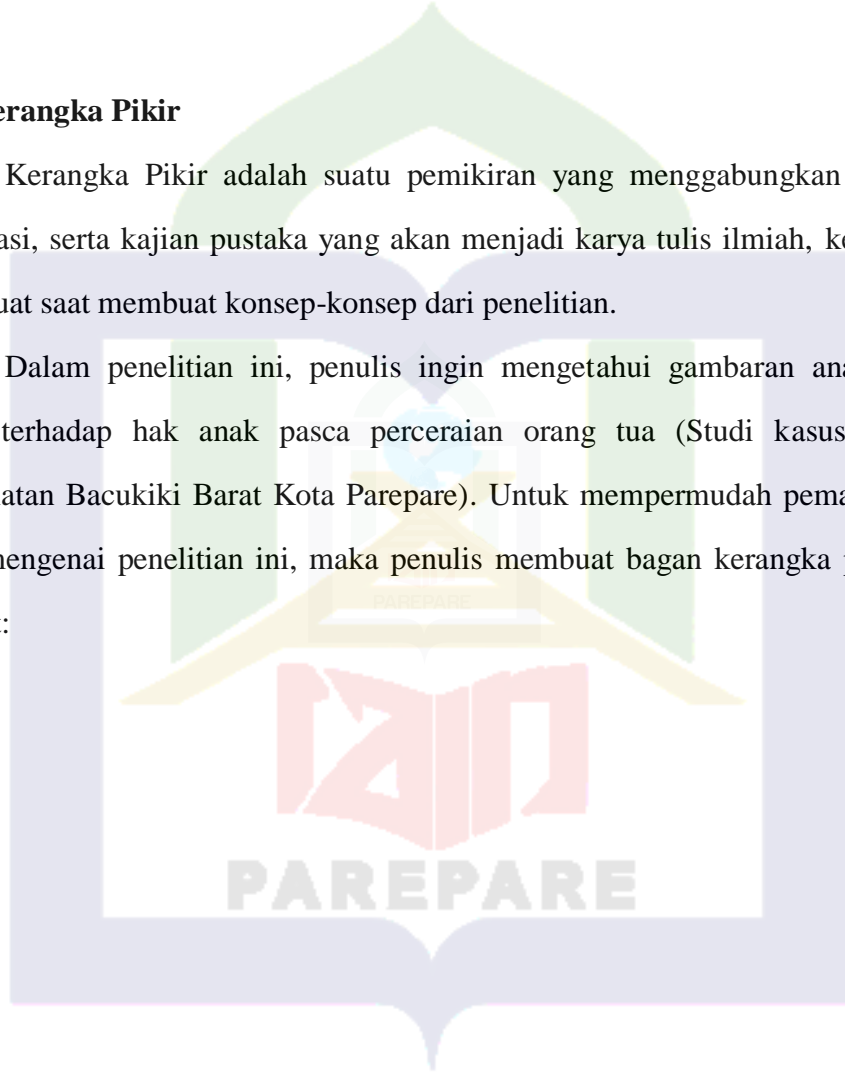 erangka Pikir
Kerangka Pikir adalah suatu pemikiran yang menggabungkan
asi, serta kajian pustaka yang akan menjadi karya tulis ilmiah, ke
uat saat membuat konsep-konsep dari penelitian.
Dalam penelitian ini, penulis ingin mengetahui gambaran ana
terhadap hak anak pasca perceraian orang tua (Studi kasus
natan Bacukiki Barat Kota Parepare). Untuk mempermudah pema
mengenai penelitian ini, maka penulis membuat bagan kerangka p
:
PAREPARE
iain
PAREPARE